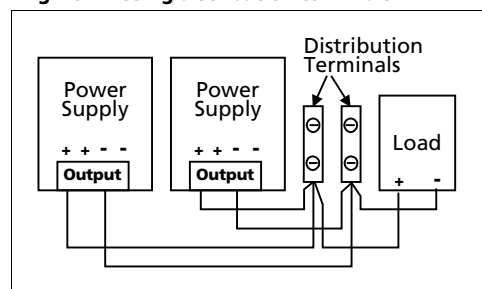 Distribution
Terminals
Power
Supply
+ + - -
Output
Power
Supply
+ + - -
Output
Load
+ -